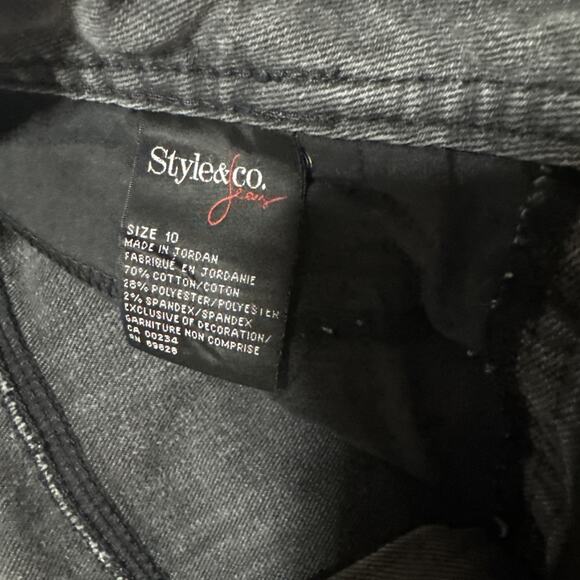 Style&co.
Jeans
SIZE 10
MADE IN JORDAN
FABRIQUÉ EN JORDANIE
70% COTTON/COTON
28% POLYESTER/POLYESTER
2% SPANDEX/SPANDEX
EXCLUSIVE OF DECORATION/
GARNITURE NON COMPRISE
CA 00234
RN 69626